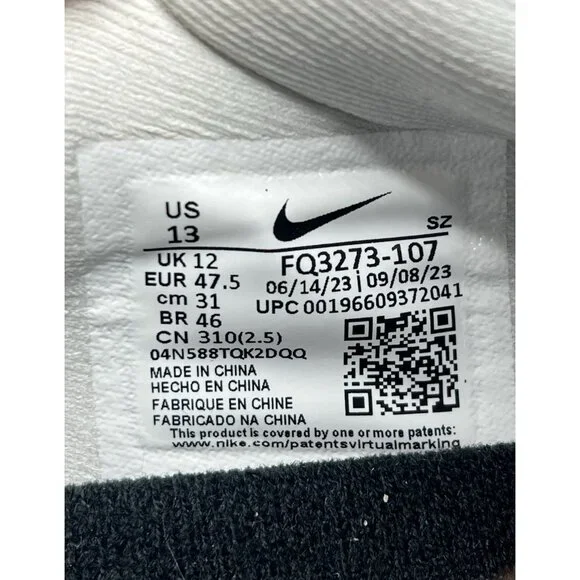 US
13
SZ
UK 12
EUR 47.5
cm 31
BR 46
CN 310(2.5)
FQ3273-107
06/14/23 | 09/08/23
UPC 00196609372041
04N588TQK2DQQ
MADE IN CHINA
HECHO EN CHINA
FABRIQUE EN CHINE
FABRICADO NA CHINA
This product is covered by one or more patents:
www.nike.com/patentsvirtualmarking